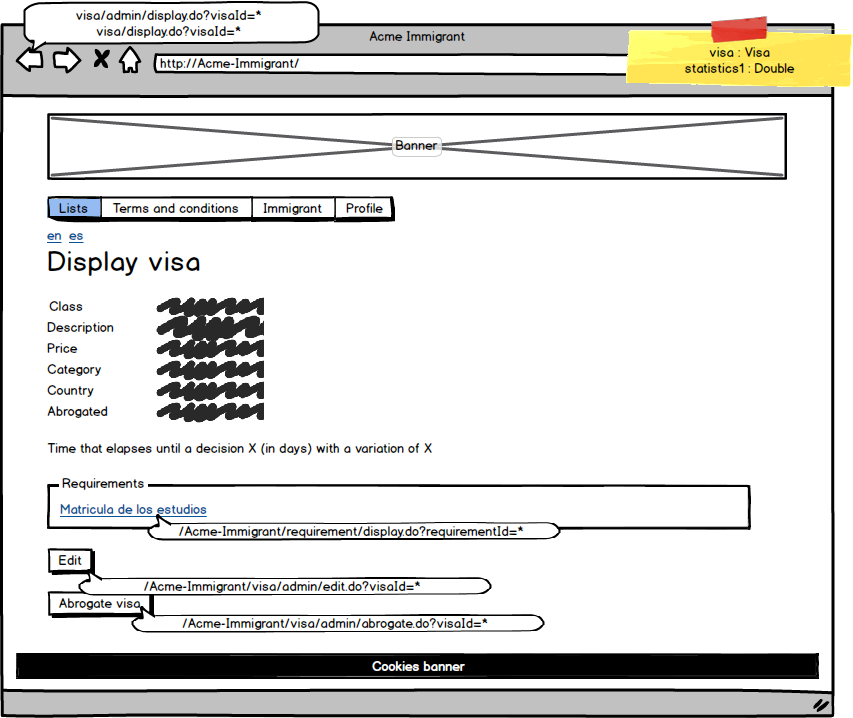 visa/admin/display.do?visaId=*
visa/display.do?visaId=*
Acme Immigrant
visa : Visa
statistics1 : Double
http://Acme-Immigrant/
Banner
Lists Terms and conditions Immigrant Profile
en es
Display visa
Class
Description
Price
Category
Country
Abrogated
Time that elapses until a decision X (in days) with a variation of X
Requirements
Matricula de los estudios
/Acme-Immigrant/requirement/display.do?requirementId=*
Edit
/Acme-Immigrant/visa/admin/edit.do?visaId=*
Abrogate visa
/Acme-Immigrant/visa/admin/abrogate.do?visaId=*
Cookies banner